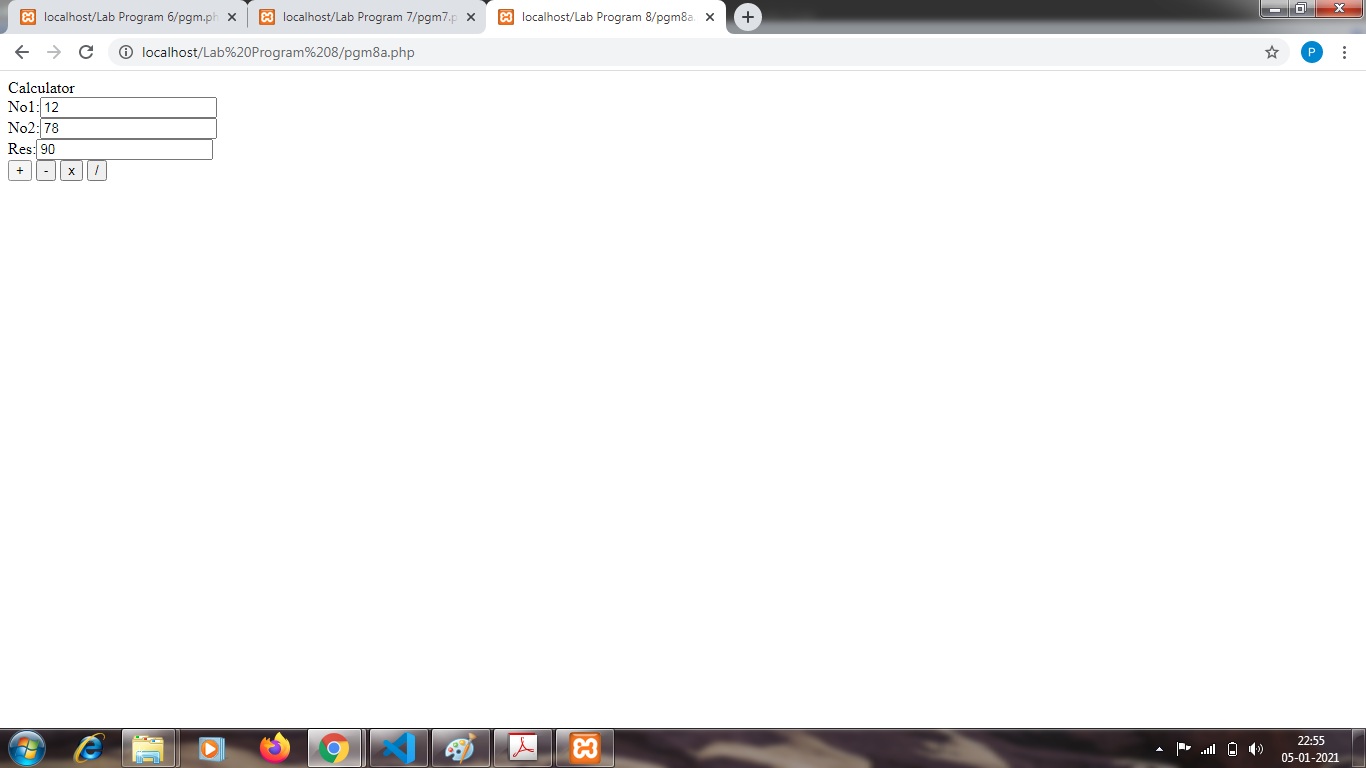 localhost/Lab Program 6/pgm.ph
localhost/Lab Program 7/pgm7.p
localhost/Lab Program 8/pgm8a.
localhost/Lab%20Program%208/pgm8a.php
P
Calculator
No1: 12
No2: 78
Res: 90
+ - x /
22:55
05-01-2021